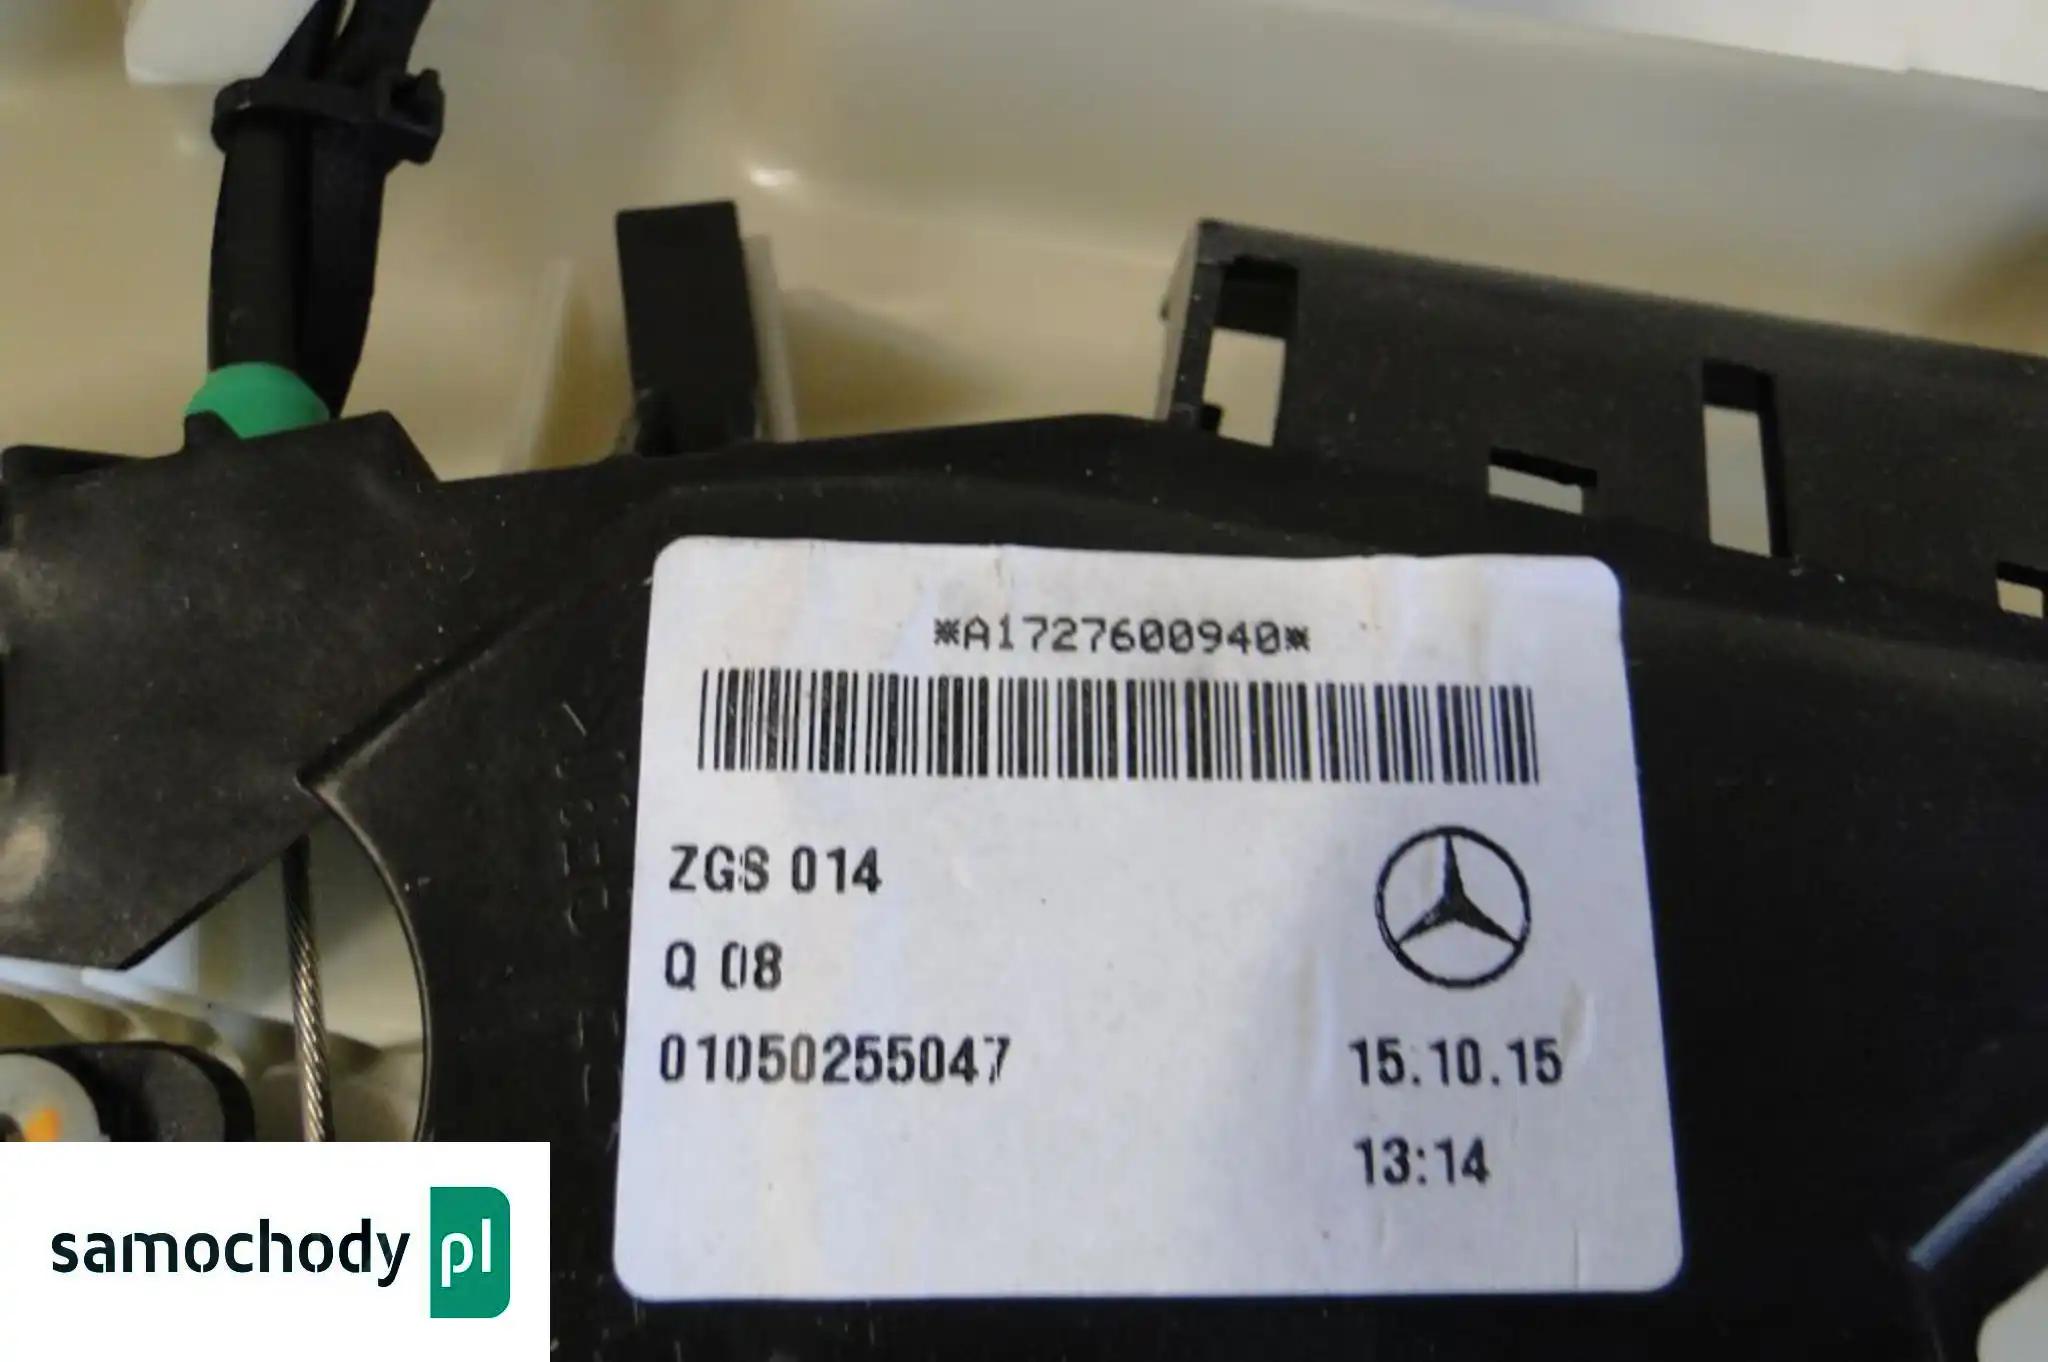 *A1727600940*
ZGS 014
Q 08
01050255047
15.10.15
13:14
samochody pl